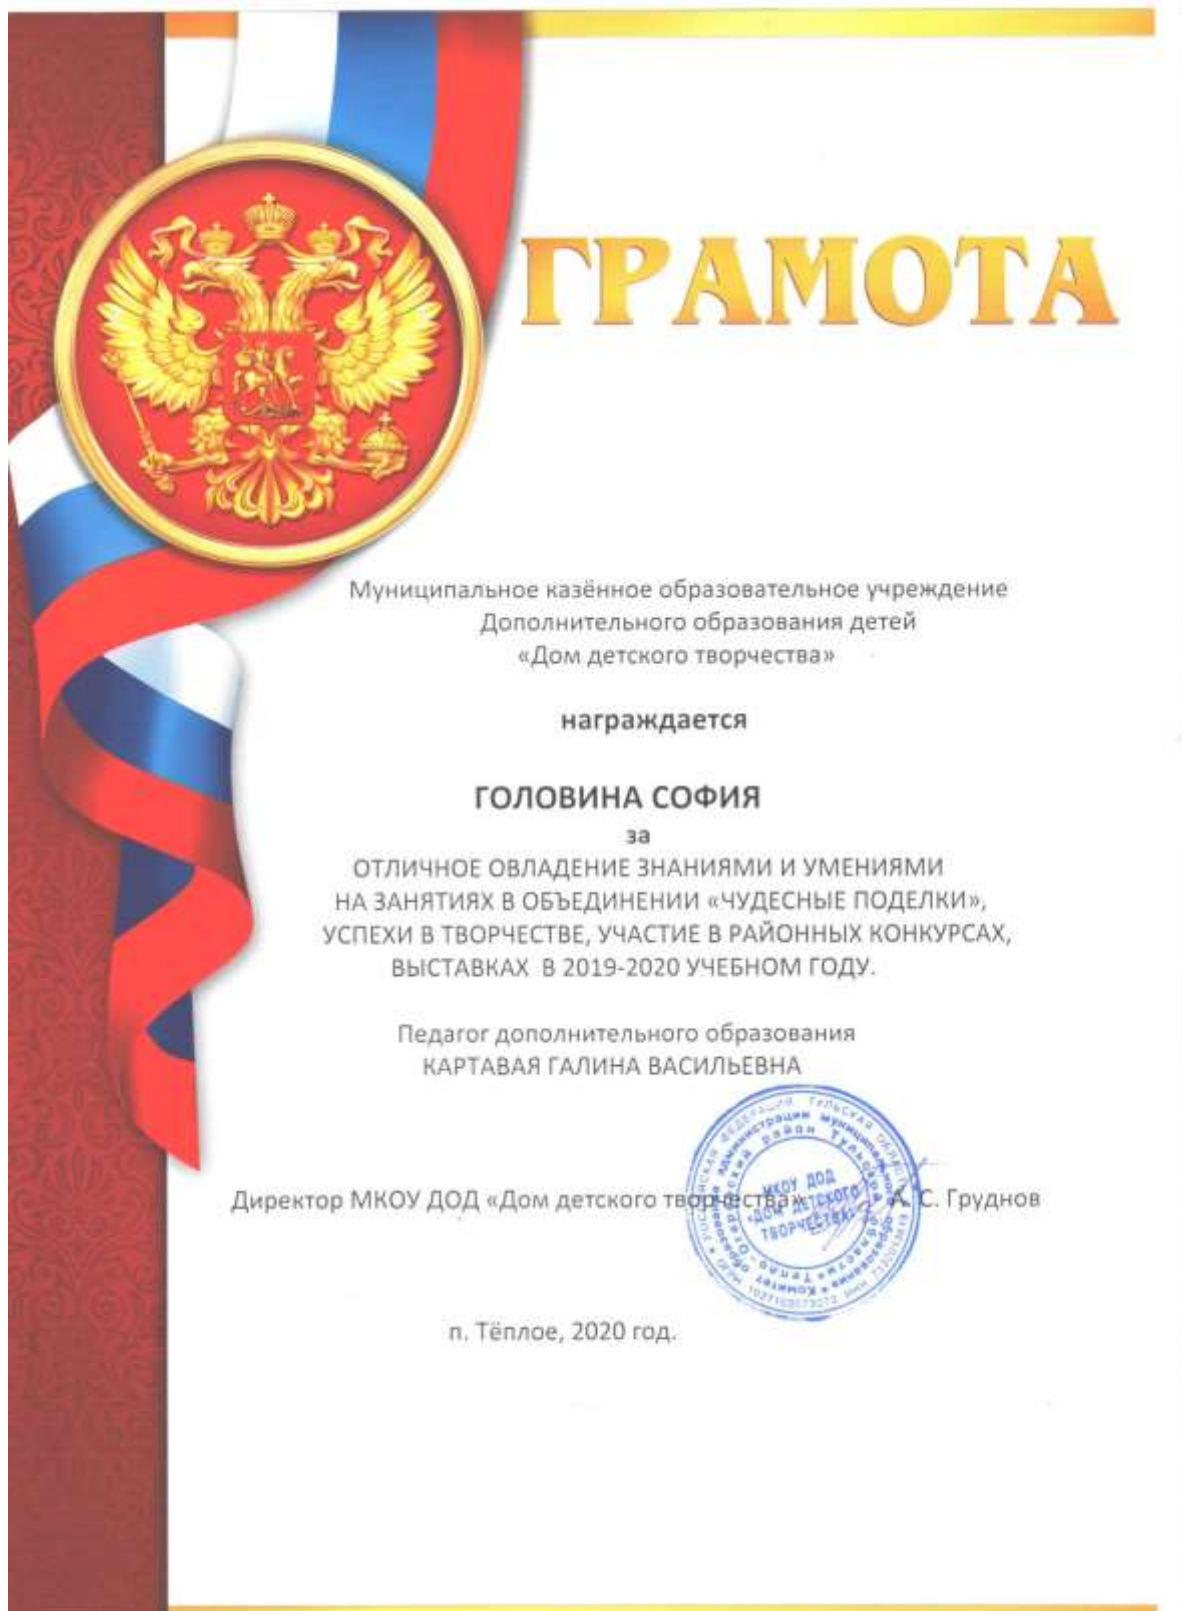 ГРАМОТА
Муниципальное казённое образовательное учреждение
Дополнительного образования детей
«Дом детского творчества»
награждается
ГОЛОВИНА СОФИЯ
за
ОТЛИЧНОЕ ОВЛАДЕНИЕ ЗНАНИЯМИ И УМЕНИЯМИ
НА ЗАНЯТИЯХ В ОБЪЕДИНЕНИИ «ЧУДЕСНЫЕ ПОДЕЛКИ»,
УСПЕХИ В ТВОРЧЕСТВЕ, УЧАСТИЕ В РАЙОННЫХ КОНКУРСАХ,
ВЫСТАВКАХ В 2019-2020 УЧЕБНОМ ГОДУ.
Педагог дополнительного образования
КАРТАВАЯ ГАЛИНА ВАСИЛЬЕВНА
Директор МКОУ ДОД «Дом детского творчества» А. С. Груднов
МКОУ ДОД
«ДОМ ДЕТСКОГО
ТВОРЧЕСТВА»
п. Тёплое, 2020 год.